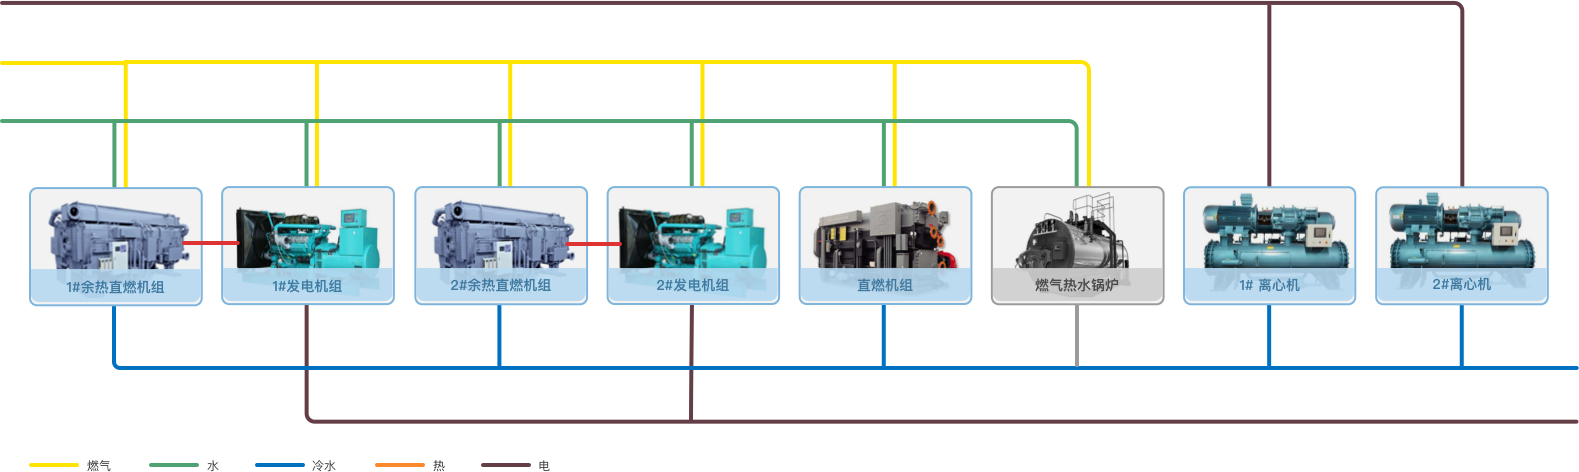 1#余热直燃机组
1#发电机组
2#余热直燃机组
2#发电机组
直燃机组
燃气热水锅炉
1# 离心机
2#离心机
燃气 水 冷水 热 电